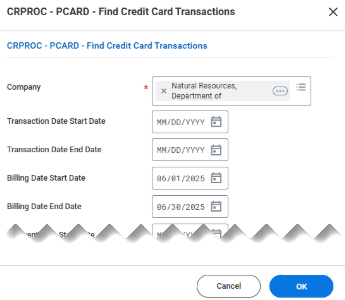 CRPROC - PCARD - Find Credit Card Transactions
CRPROC - PCARD - Find Credit Card Transactions
Company * × Natural Resources,
Department of
Transaction Date Start Date MM/DD/YYYY
Transaction Date End Date MM/DD/YYYY
Billing Date Start Date 06/01/2025
Billing Date End Date 06/30/2025
Cancel OK